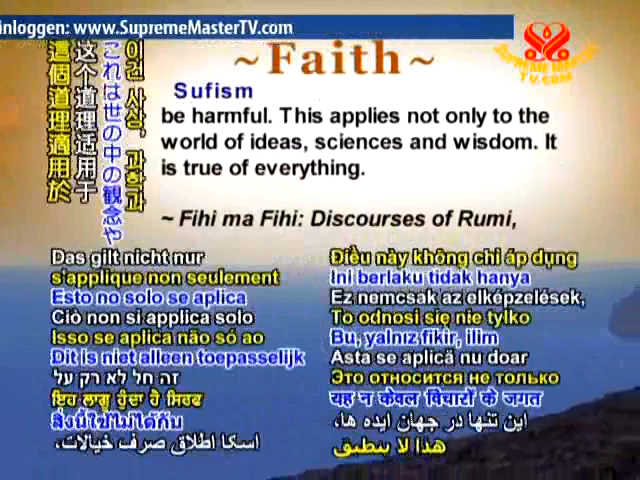 inloggen: www.SupremeMasterTV.com
~Faith~
SUPREME MASTER
TV.COM
Sufism
be harmful. This applies not only to the
world of ideas, sciences and wisdom. It
is true of everything.
~ Fihi ma Fihi: Discourses of Rumi,
這個道理適用於
这个道理适用于
これは世の中の観念や
이건 사상, 과학과
Das gilt nicht nur
s'applique non seulement
Esto no solo se aplica
Ciò non si applica solo
Isso se aplica não só ao
Dit is niet alleen toepasselijk
זה חל לא רק על
ਇਹ ਲਾਗੂ ਹੁੰਦਾ ਹੈ ਸਿਰਫ
สิ่งนี้ใช้ไม่ได้กับ
اسکا اطلاق صرف خیالات،
Điều này không chỉ áp dụng
Ini berlaku tidak hanya
Ez nemcsak az elképzelések,
To odnosi się nie tylko
Bu, yalnız fikir, ilim
Asta se aplică nu doar
Это относится не только
यह न केवल विचारों के जगत
این تنها در جهان ایده ها،
هذا لا ينطبق